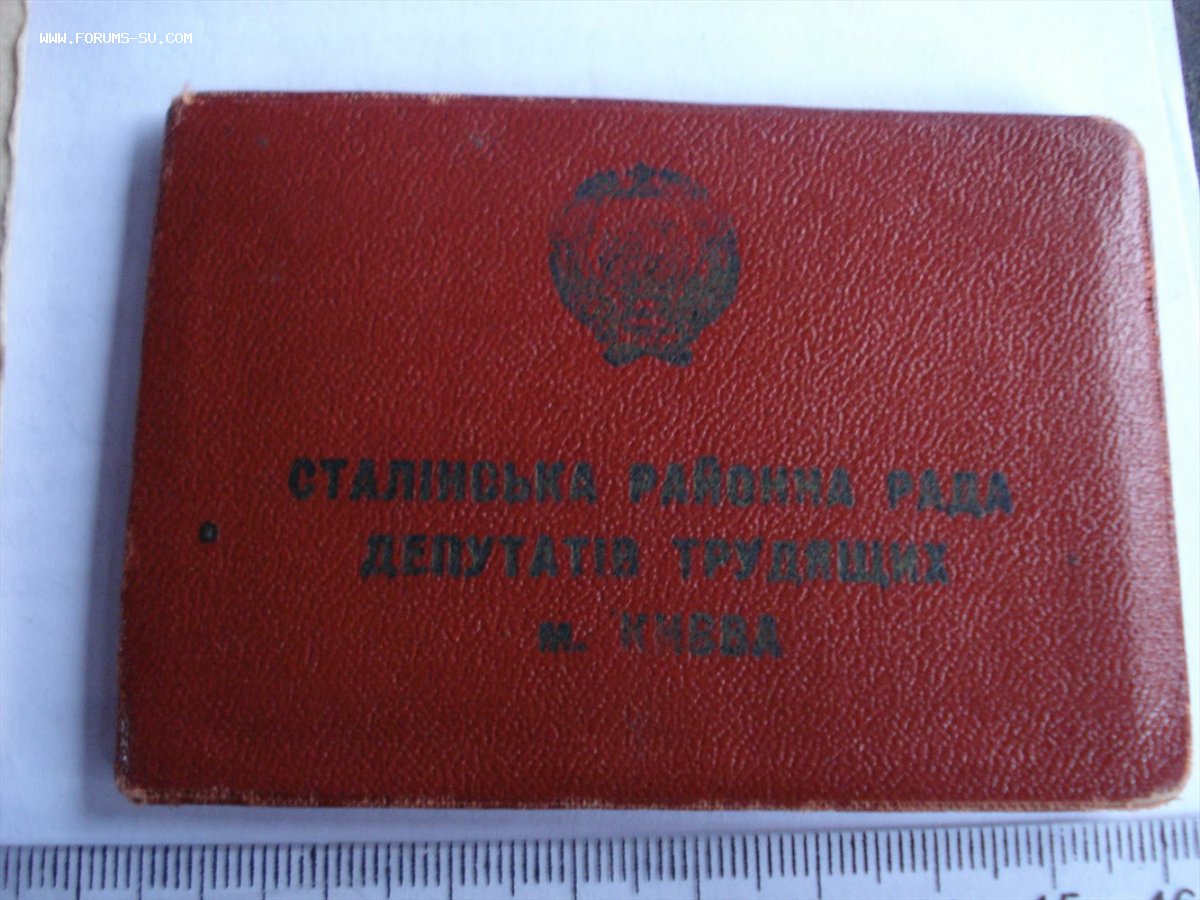 WWW.FORUMS-SU.COM
СТАЛІНСЬКА РАЙОННА РАДА
ДЕПУТАТІВ ТРУДЯЩИХ
м. КИЄВА